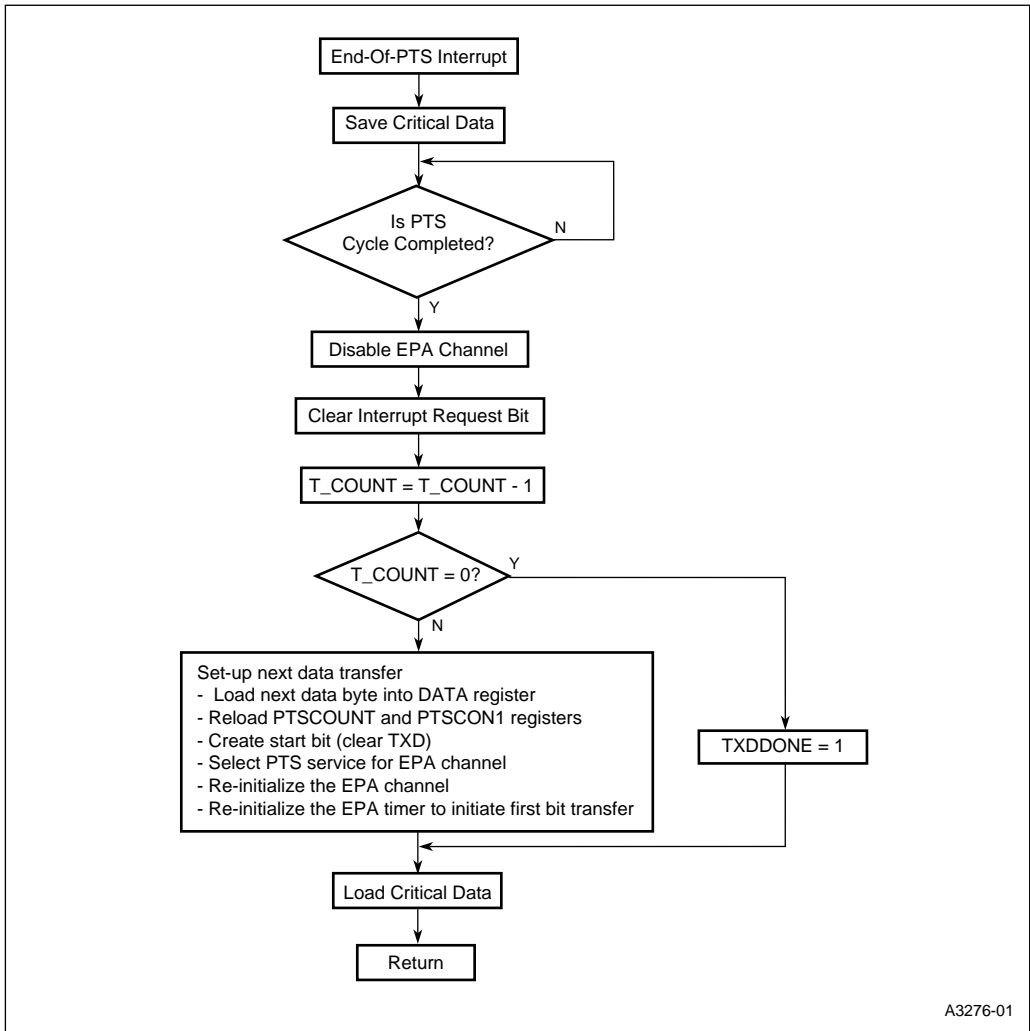 End-Of-PTS Interrupt
Save Critical Data
Is PTS
Cycle Completed?
N
Y
Disable EPA Channel
Clear Interrupt Request Bit
T_COUNT = T_COUNT - 1
T_COUNT = 0?
Y
N
Set-up next data transfer
- Load next data byte into DATA register
- Reload PTSCOUNT and PTSCON1 registers
- Create start bit (clear TXD)
- Select PTS service for EPA channel
- Re-initialize the EPA channel
- Re-initialize the EPA timer to initiate first bit transfer
TXDDONE = 1
Load Critical Data
Return
A3276-01